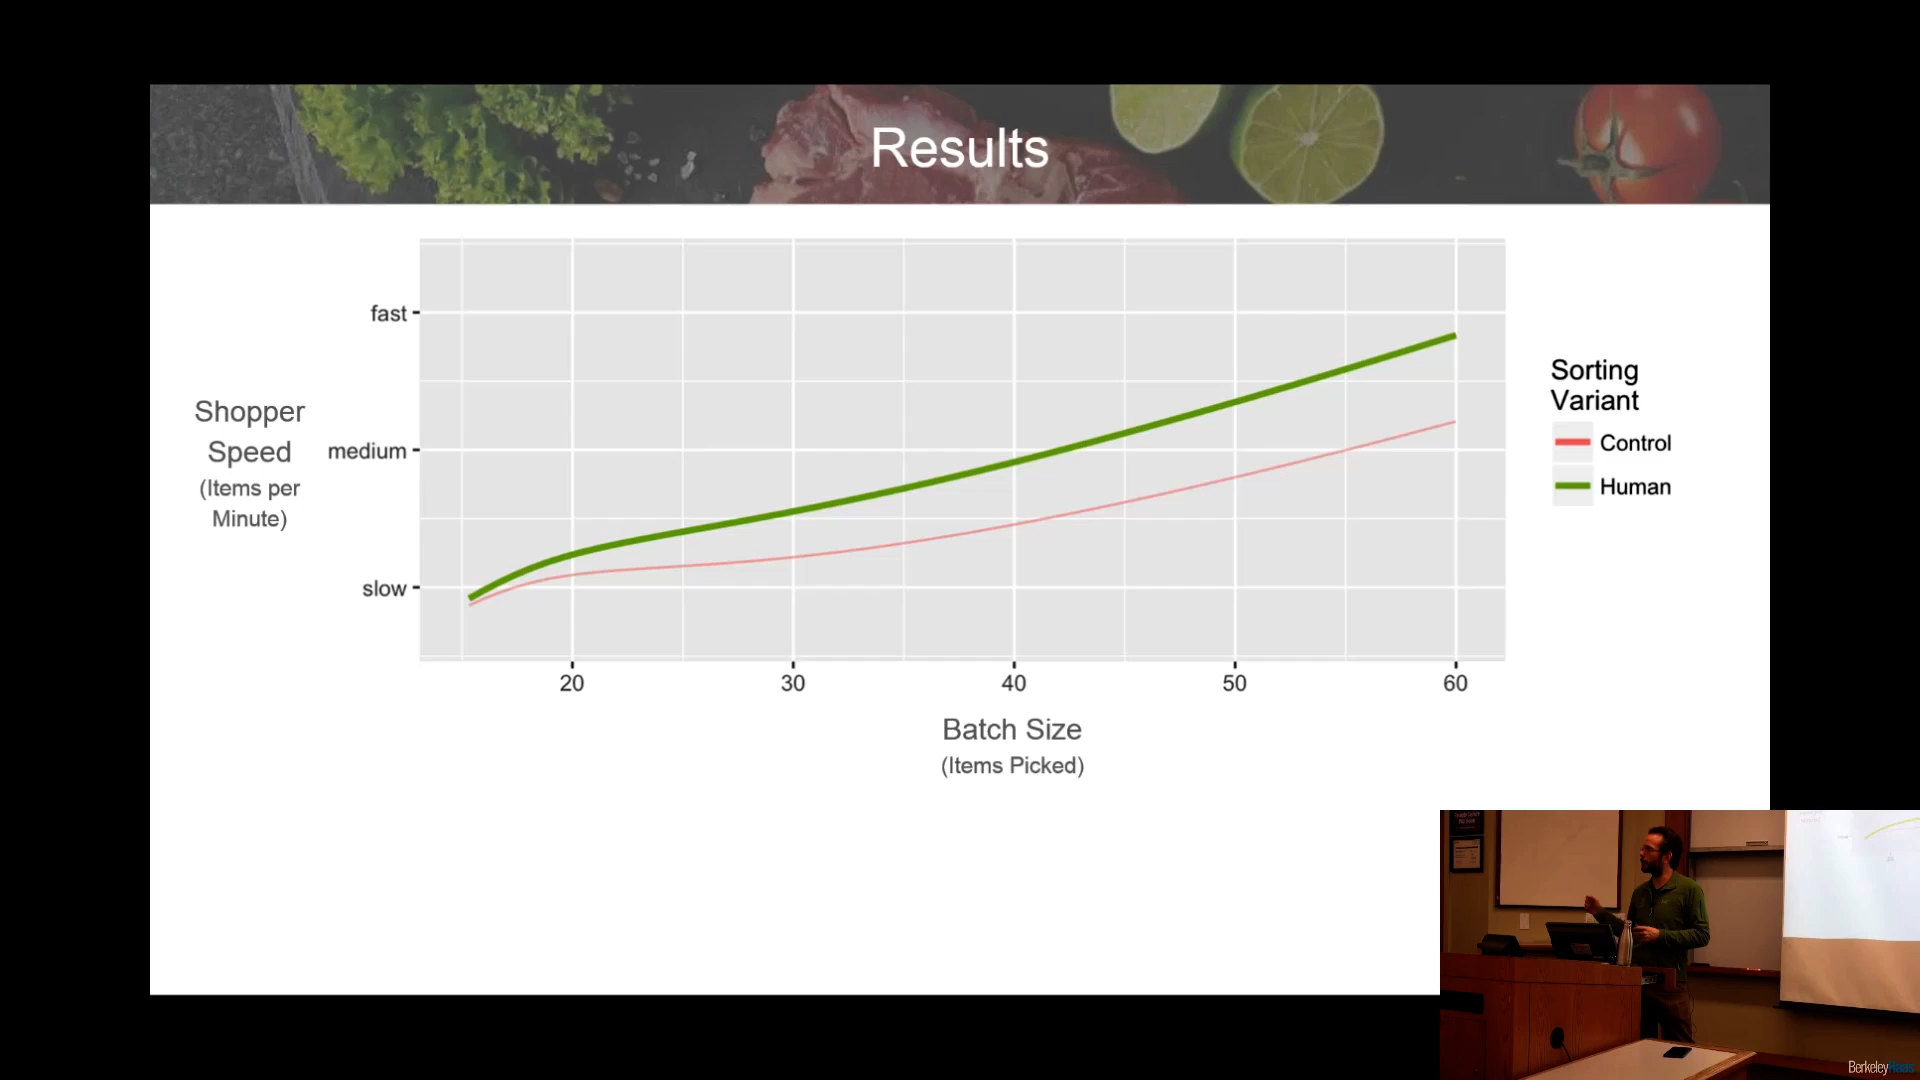 Results
fast
medium
slow
Shopper
Speed
(Items per
Minute)
20
30
40
50
60
Batch Size
(Items Picked)
Sorting
Variant
Control
Human
BerkeleyHaas